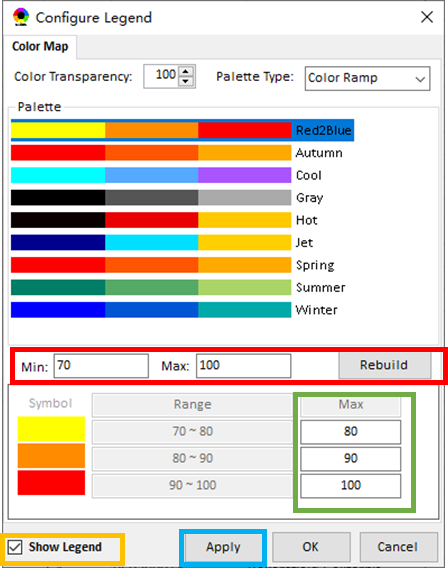 Configure Legend
Color Map
Color Transparency: 100 Palette Type: Color Ramp
Palette
Red2Blue
Autumn
Cool
Gray
Hot
Jet
Spring
Summer
Winter
Min: 70 Max: 100 Rebuild
Symbol Range Max
70 ~ 80 80
80 ~ 90 90
90 ~ 100 100
Show Legend Apply OK Cancel